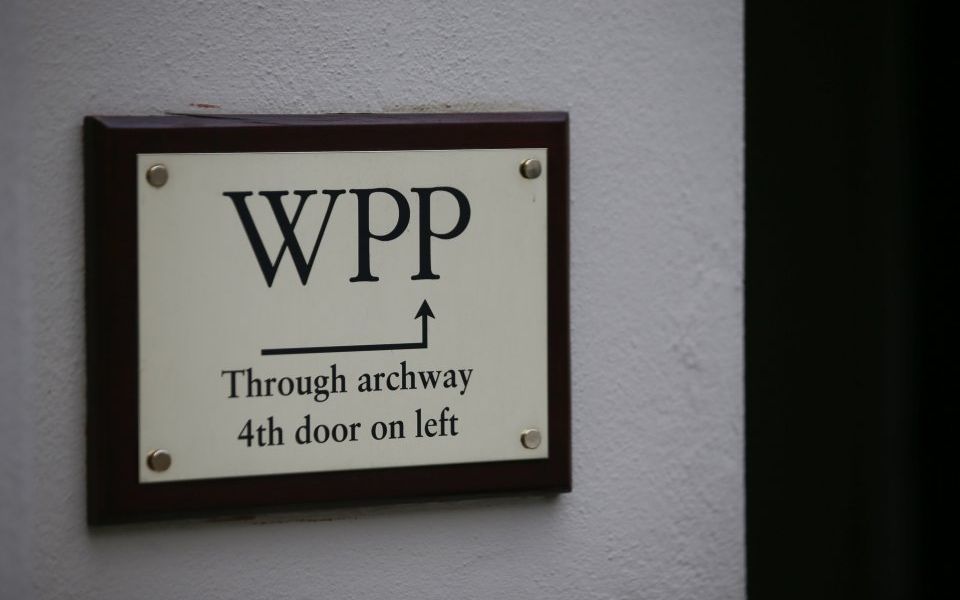 WPP
Through archway
4th door on left